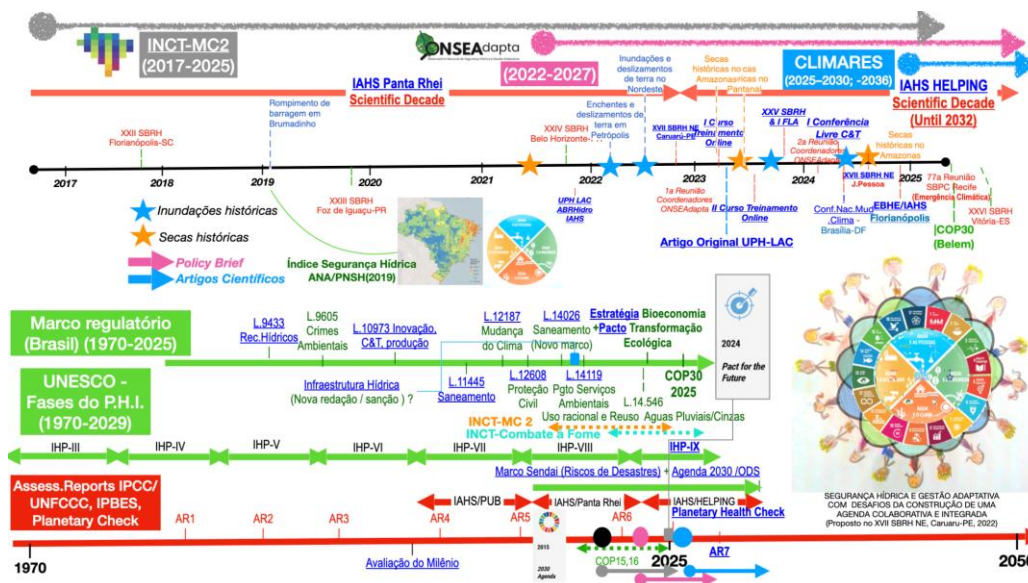 INCT-MC2
(2017-2025)
ONSEAdapta
(2022-2027)
CLIMARES
(2025–2030; -2036)
IAHS Panta Rhei
Scientific Decade
IAHS HELPING
Scientific Decade
(Until 2032)
XXII SBRH
Florianópolis-SC
Rompimento de
barragem em
Brumadinho
XXIII SBRH
Foz de Iguaçu-PR
XXIV SBRH
Belo Horizonte-
Enchentes e
deslizamentos de
terra em
Petrópolis
Inundações e
deslizamentos
de terra no
Nordeste
XVII SBRH NE
Caruarú-PE
I Curso
Treinamento
Online
XXV SBRH
& I FLA
I Conferência
Livre C&T
2a Reunião
Coordenadores
ONSEAdapta
Secas
históricas no
Amazonas
2017
2018
2019
2020
2021
2022
2023
2024
2025
UPH LAC
ABRHidro
IAHS
1a Reunião
Coordenadores
ONSEAdapta
II Curso Treinamento
Online
Artigo Original UPH-LAC
Conf.Nac.Mud
.Clima -
Brasília-DF
XVII SBRH NE
J.Pessoa
EBHE/IAHS
Florianópolis
77a Reunião
SBPC Recife
(Emergência Climática)
COP30
(Belem)
XXVI SBRH
Vitória-ES
Inundações históricas
Secas históricas
Policy Brief
Artigos Científicos
Índice Segurança Hídrica
ANA/PNSH(2019)
Marco regulatório
(Brasil) (1970-2025)
L.9433
Rec.Hídricos
L.9605
Crimes
Ambientais
L.10973 Inovação,
C&T, produção
Infraestrutura Hídrica
(Nova redação / sanção ) ?
L.11445
Saneamento
L.12187
Mudança
do Clima
L.12608
Proteção
Civil
L.14026
Saneamento
(Novo marco)
L.14119
Pgto Serviços
Ambientais
Estratégia Bioeconomia
+Pacto Transformação
Ecológica
L.14.546
Uso racional e Reuso Aguas Pluviais/Cinzas
COP30
2025
2024
Pact for the
Future
INCT-MC 2
INCT-Combate a Fome
UNESCO -
Fases do P.H.I.
(1970-2029)
IHP-III
IHP-IV
IHP-V
IHP-VI
IHP-VII
IHP-VIII
IHP-IX
Marco Sendai (Riscos de Desastres) + Agenda 2030 /ODS
Assess.Reports IPCC/
UNFCCC, IPBES,
Planetary Check
IAHS/PUB
IAHS/Panta Rhei
IAHS/HELPING
Planetary Health Check
AR1
AR2
AR3
AR4
AR5
AR6
AR7
Avaliação do Milênio
2015
2030
Agenda
COP15,16
1970
2025
SEGURANÇA HÍDRICA E GESTÃO ADAPTATIVA
COM DESAFIOS DA CONSTRUÇÃO DE UMA
AGENDA COLABORATIVA E INTEGRADA
(Proposto no XVII SBRH NE, Caruaru-PE, 2022)